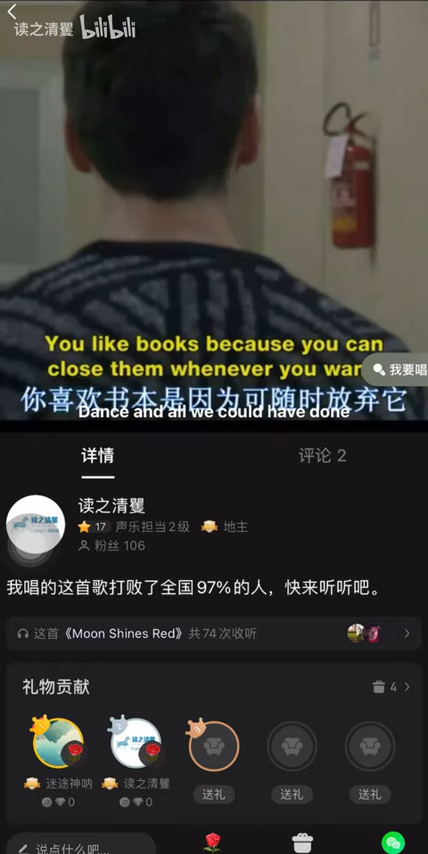 读之清矍 bilibili
You like books because you can
close them whenever you wan
我要唱
你喜欢书本是因为可随时放弃它
Dance and all we could have done
详情
评论 2
读之清矍
17 声乐担当2级 地主
粉丝 106
我唱的这首歌打败了全国97%的人，快来听听吧。
这首《Moon Shines Red》共74次收听
礼物贡献
4
1
2
3
迷途神呐
读之清矍
0
0
送礼
送礼
送礼
说点什么吧...